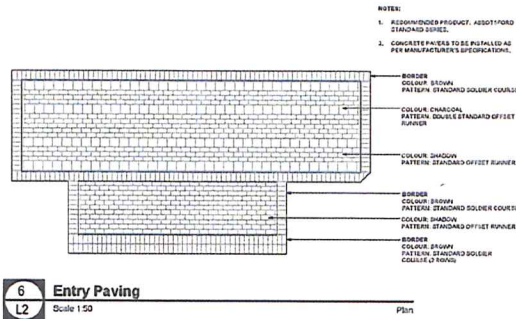 NOTES:
1. RECOMMENDED PRODUCT: ABBOTSFORD
STANDARD SERIES.
2. CONCRETE PAVERS TO BE INSTALLED AS
PER MANUFACTURER'S SPECIFICATIONS.
BORDER
COLOUR: BROWN
PATTERN: STANDARD SOLDIER COURSE
COLOUR: CHARCOAL
PATTERN: DOUBLE STANDARD OFFSET
RUNNER
COLOUR: SHADOW
PATTERN: STANDARD OFFSET RUNNER
BORDER
COLOUR: BROWN
PATTERN: STANDARD SOLDIER COURSE
COLOUR: SHADOW
PATTERN: STANDARD OFFSET RUNNER
BORDER
COLOUR: BROWN
PATTERN: STANDARD SOLDIER
COURSE (2 ROWS)
6
L2
Entry Paving
Scale 1:50
Plan